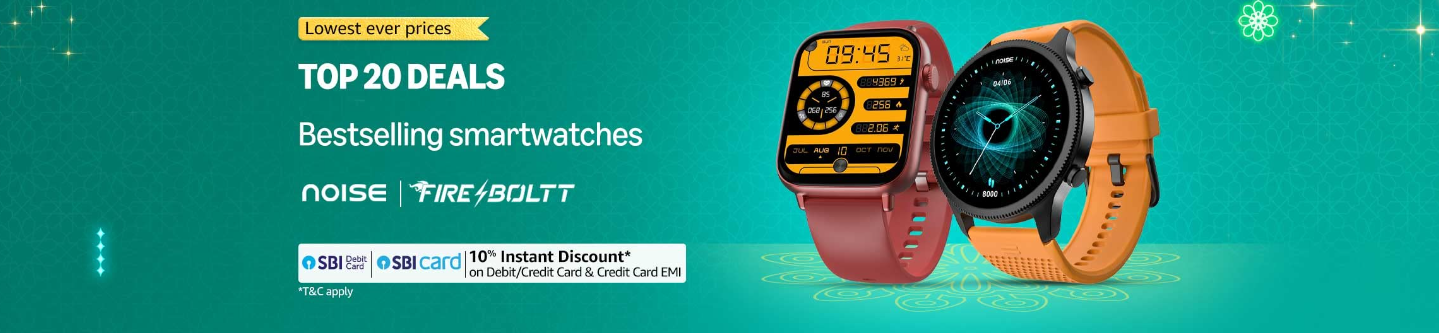 Lowest ever prices
TOP 20 DEALS
Bestselling smartwatches
noise | FIRE BOLTT
SBI Debit Card | SBI card | 10% Instant Discount*
on Debit/Credit Card & Credit Card EMI
*T&C apply
09:45
4369
256
2.06
85
JUL AUG 10 OCT NOV
NOISE
04/06
8000